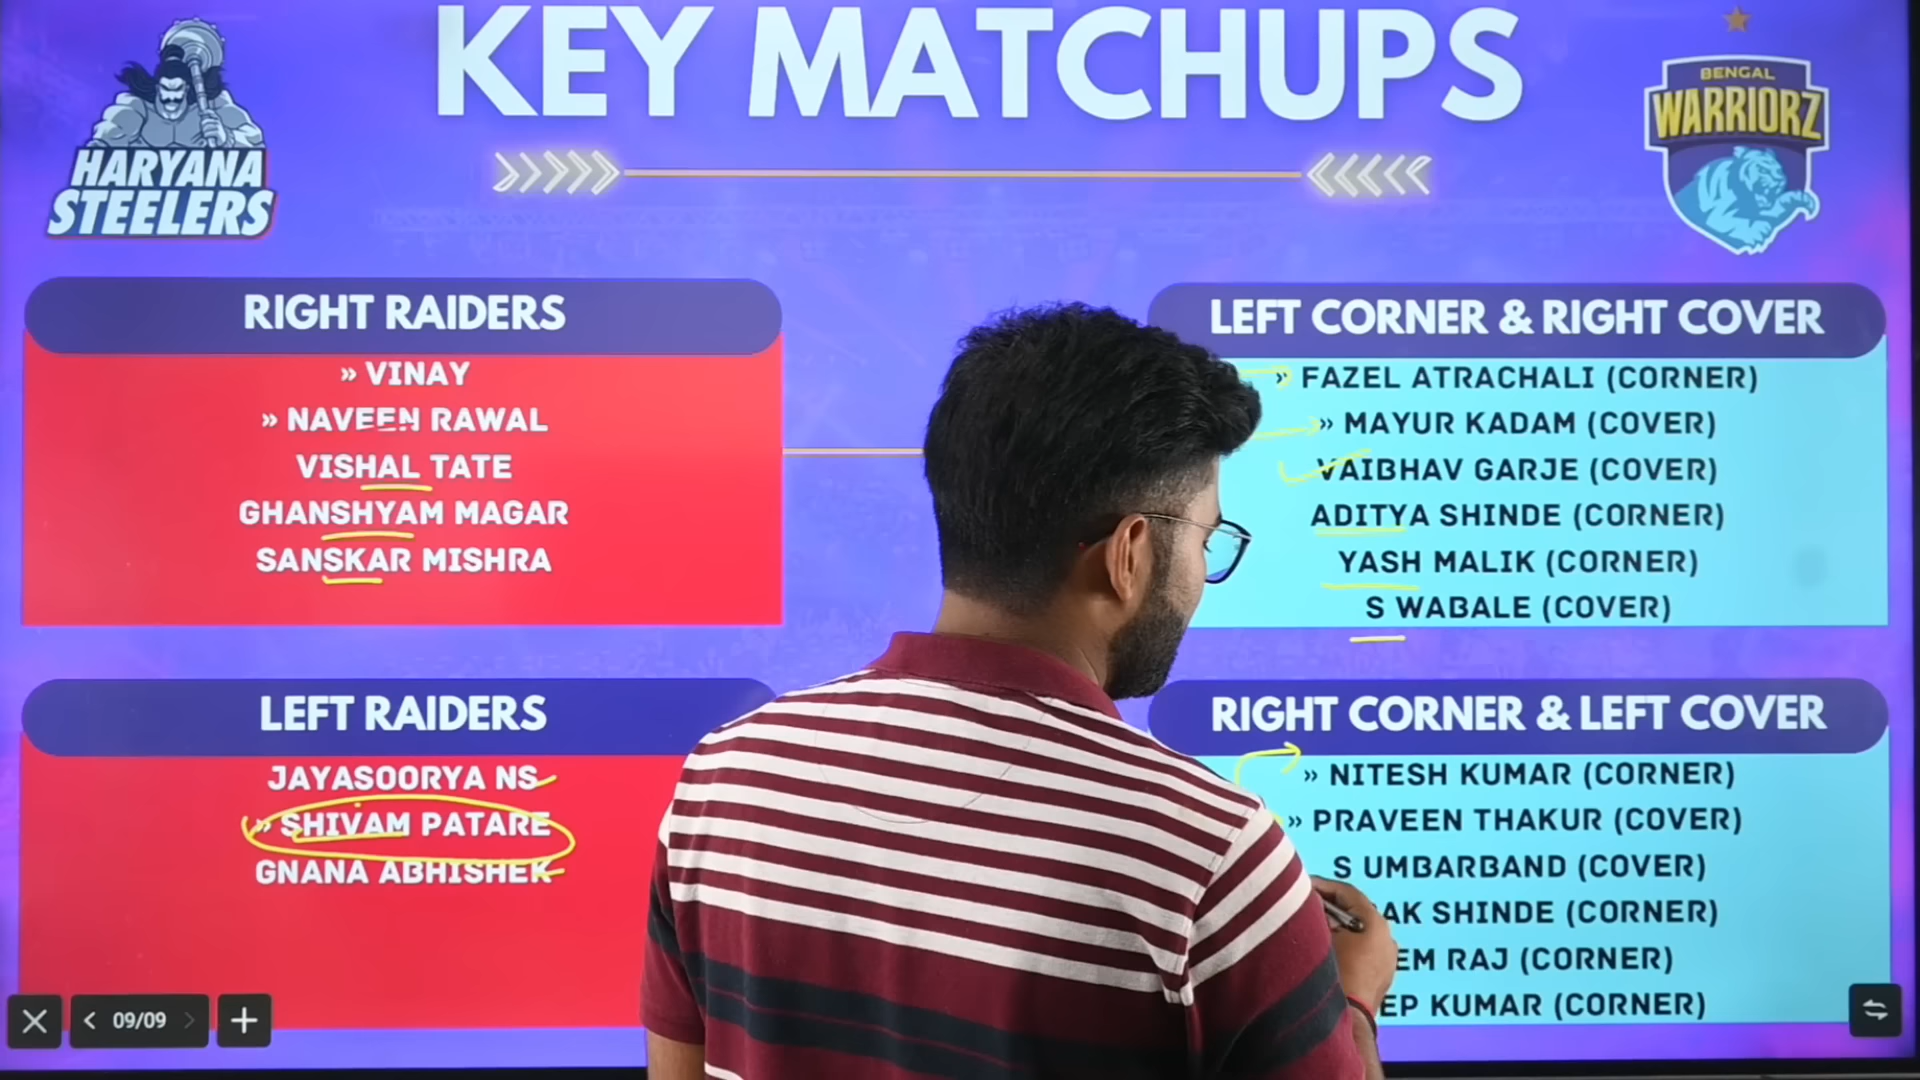 KEY MATCHUPS
HARYANA
STEELERS
BENGAL
WARRIORZ
RIGHT RAIDERS
» VINAY
» NAVEEN RAWAL
VISHAL TATE
GHANSHYAM MAGAR
SANSKAR MISHRA
LEFT CORNER & RIGHT COVER
» FAZEL ATRACHALI (CORNER)
» MAYUR KADAM (COVER)
VAIBHAV GARJE (COVER)
ADITYA SHINDE (CORNER)
YASH MALIK (CORNER)
S WABALE (COVER)
LEFT RAIDERS
JAYASOORYA NS
» SHIVAM PATARE
GNANA ABHISHEK
RIGHT CORNER & LEFT COVER
» NITESH KUMAR (CORNER)
» PRAVEEN THAKUR (COVER)
S UMBARBAND (COVER)
SHINDE (CORNER)
RAJ (CORNER)
KUMAR (CORNER)
09/09